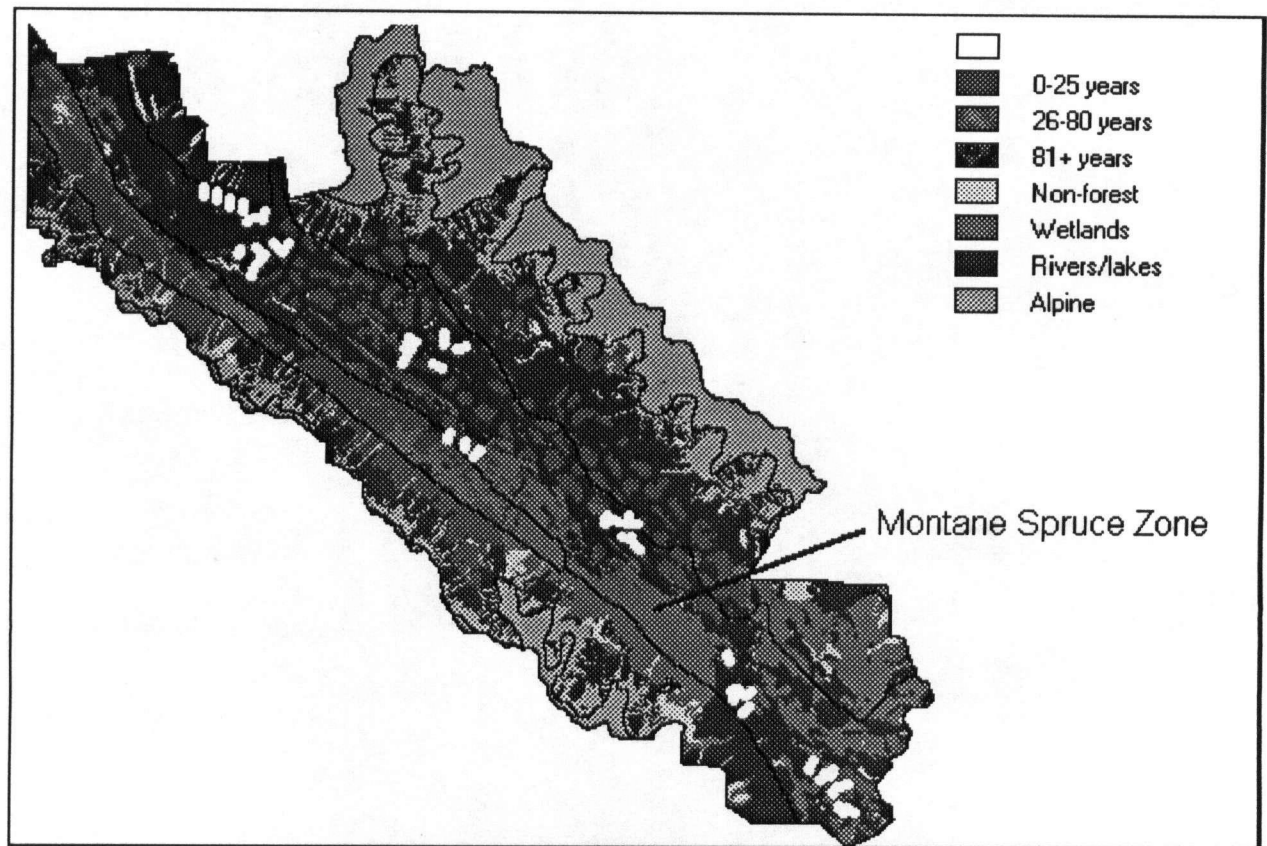 0-25 years
26-80 years
81+ years
Non-forest
Wetlands
Rivers/lakes
Alpine
Montane Spruce Zone